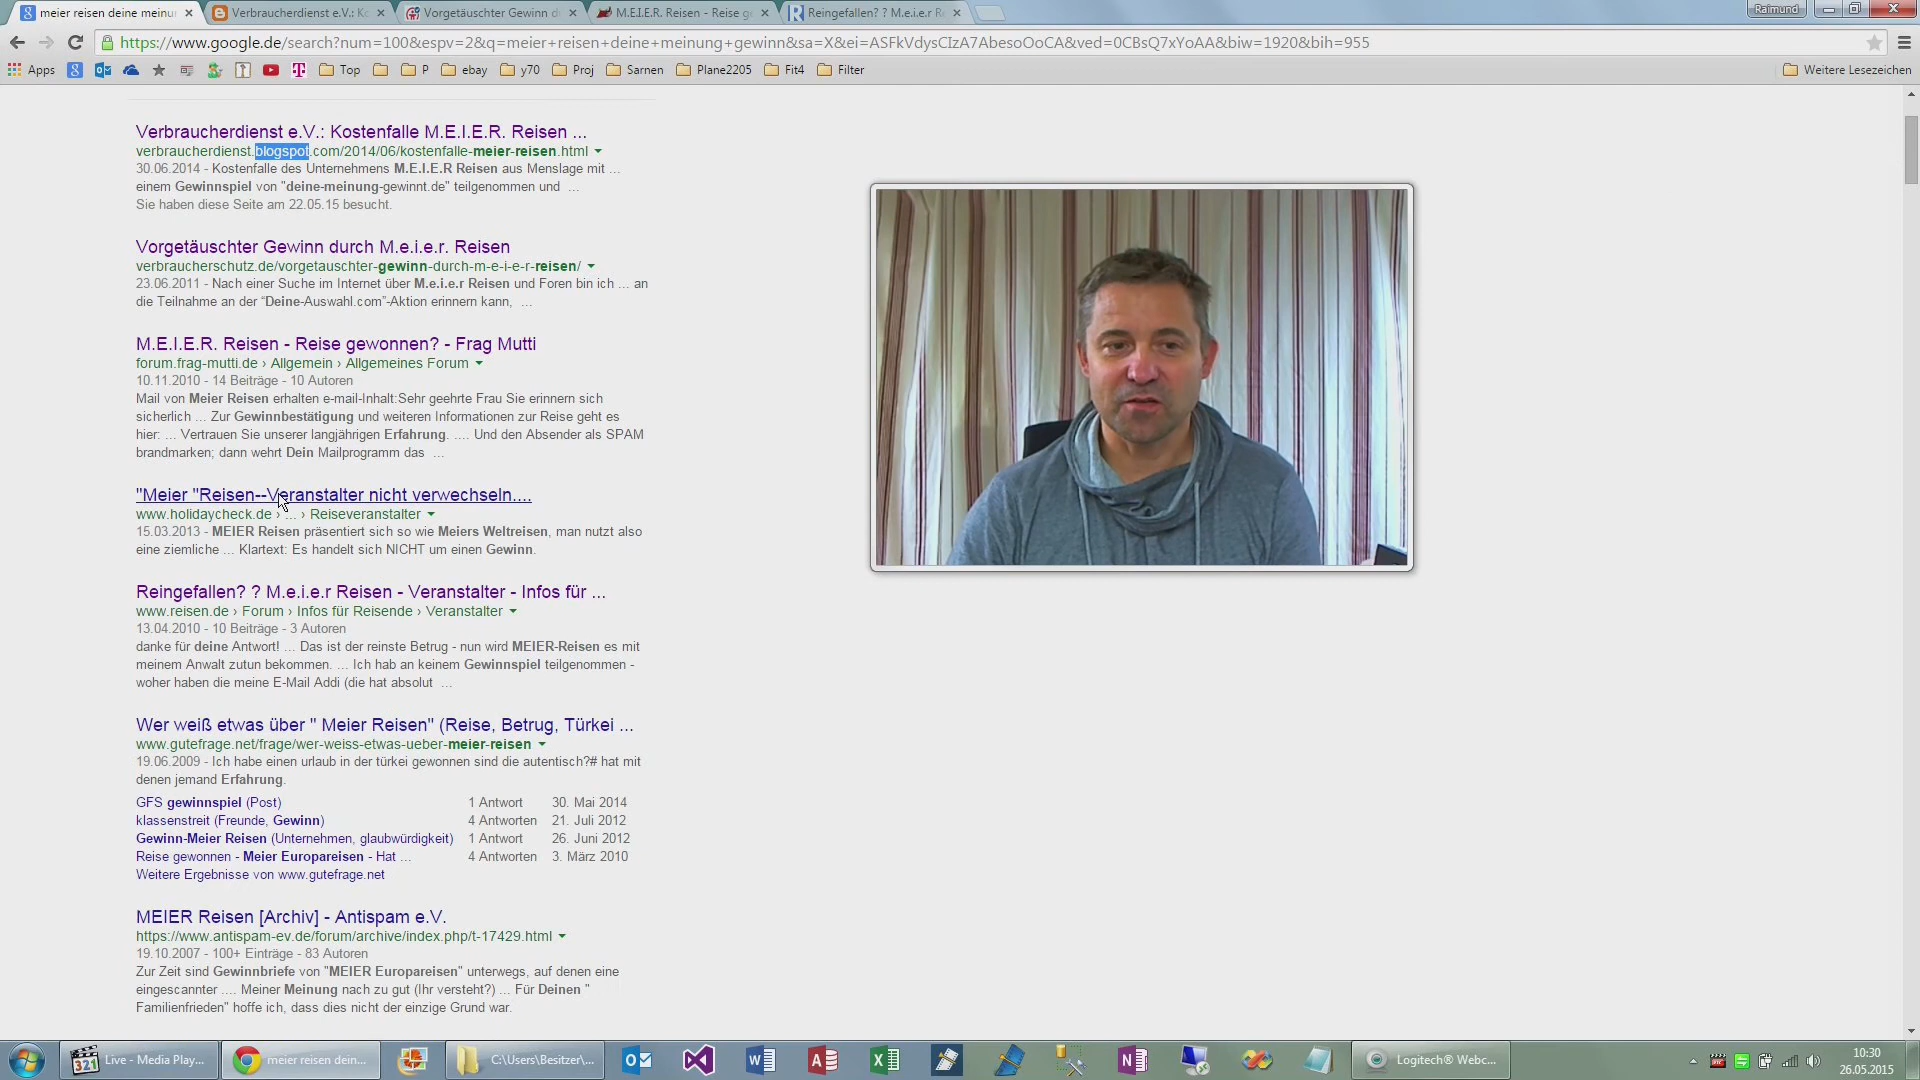 meier reisen deine meinu
Verbraucherdienst e.V.: Ko
Vorgetäuschter Gewinn d
M.E.I.E.R. Reisen - Reise ge
Reingefallen? ? M.e.i.e.r R
Raimund
https://www.google.de/search?num=100&espv=2&q=meier+reisen+deine+meinung+gewinn&sa=X&ei=ASFkVdysCIzA7AbesoOoCA&ved=0CBsQ7xYoAA&biw=1920&bih=955
Apps Top P ebay y70 Proj Sarnen Plane2205 Fit4 Filter Weitere Lesezeichen
Verbraucherdienst e.V.: Kostenfalle M.E.I.E.R. Reisen ...
verbraucherdienst.blogspot.com/2014/06/kostenfalle-meier-reisen.html
30.06.2014 - Kostenfalle des Unternehmens M.E.I.E.R Reisen aus Menslage mit ...
einem Gewinnspiel von "deine-meinung-gewinnt.de" teilgenommen und ...
Sie haben diese Seite am 22.05.15 besucht.
Vorgetäuschter Gewinn durch M.e.i.e.r. Reisen
verbraucherschutz.de/vorgetauschter-gewinn-durch-m-e-i-e-r-reisen/
23.06.2011 - Nach einer Suche im Internet über M.e.i.e.r Reisen und Foren bin ich ... an
die Teilnahme an der “Deine-Auswahl.com”-Aktion erinnern kann, ...
M.E.I.E.R. Reisen - Reise gewonnen? - Frag Mutti
forum.frag-mutti.de › Allgemein › Allgemeines Forum
10.11.2010 - 14 Beiträge - 10 Autoren
Mail von Meier Reisen erhalten e-mail-Inhalt:Sehr geehrte Frau Sie erinnern sich
sicherlich ... Zur Gewinnbestätigung und weiteren Informationen zur Reise geht es
hier: ... Vertrauen Sie unserer langjährigen Erfahrung. .... Und den Absender als SPAM
brandmarken; dann wehrt Dein Mailprogramm das ...
"Meier "Reisen--Veranstalter nicht verwechseln....
www.holidaycheck.de › ... › Reiseveranstalter
15.03.2013 - MEIER Reisen präsentiert sich so wie Meiers Weltreisen, man nutzt also
eine ziemliche ... Klartext: Es handelt sich NICHT um einen Gewinn.
Reingefallen? ? M.e.i.e.r Reisen - Veranstalter - Infos für ...
www.reisen.de › Forum › Infos für Reisende › Veranstalter
13.04.2010 - 10 Beiträge - 3 Autoren
danke für deine Antwort! ... Das ist der reinste Betrug - nun wird MEIER-Reisen es mit
meinem Anwalt zutun bekommen. ... Ich hab an keinem Gewinnspiel teilgenommen -
woher haben die meine E-Mail Addi (die hat absolut ...
Wer weiß etwas über " Meier Reisen" (Reise, Betrug, Türkei ...
www.gutefrage.net/frage/wer-weiss-etwas-ueber-meier-reisen
19.06.2009 - Ich habe einen urlaub in der türkei gewonnen sind die autentisch?# hat mit
denen jemand Erfahrung.
GFS gewinnspiel (Post) 1 Antwort 30. Mai 2014
klassenstreit (Freunde, Gewinn) 4 Antworten 21. Juli 2012
Gewinn-Meier Reisen (Unternehmen, glaubwürdigkeit) 1 Antwort 26. Juni 2012
Reise gewonnen - Meier Europareisen - Hat ... 4 Antworten 3. März 2010
Weitere Ergebnisse von www.gutefrage.net
MEIER Reisen [Archiv] - Antispam e.V.
https://www.antispam-ev.de/forum/archive/index.php/t-17429.html
19.10.2007 - 100+ Einträge - 83 Autoren
Zur Zeit sind Gewinnbriefe von "MEIER Europareisen" unterwegs, auf denen eine
eingescannter .... Meiner Meinung nach zu gut (Ihr versteht?) ... Für Deinen "
Familienfrieden" hoffe ich, dass dies nicht der einzige Grund war.
321 Live - Media Play...
meier reisen dein...
C:\Users\Besitzer\...
Logitech® Webc...
10:30
26.05.2015